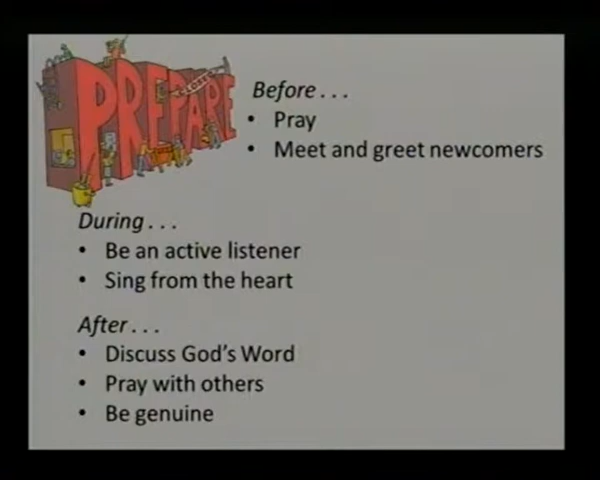 PREPARE
CLOSED
Before . . .
• Pray
• Meet and greet newcomers
During . . .
• Be an active listener
• Sing from the heart
After . . .
• Discuss God's Word
• Pray with others
• Be genuine